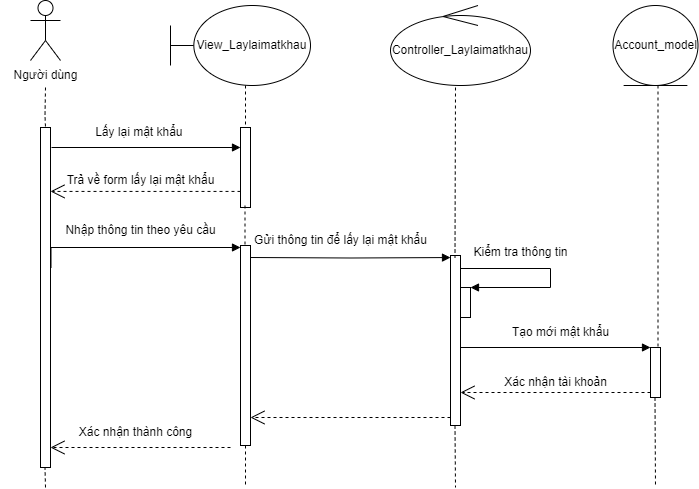 View_Laylaimatkhau
Controller_Laylaimatkhau
Account_model
Người dùng
Lấy lại mật khẩu
Trả về form lấy lại mật khẩu
Nhập thông tin theo yêu cầu
Gửi thông tin để lấy lại mật khẩu
Kiểm tra thông tin
Tạo mới mật khẩu
Xác nhận tài khoản
Xác nhận thành công